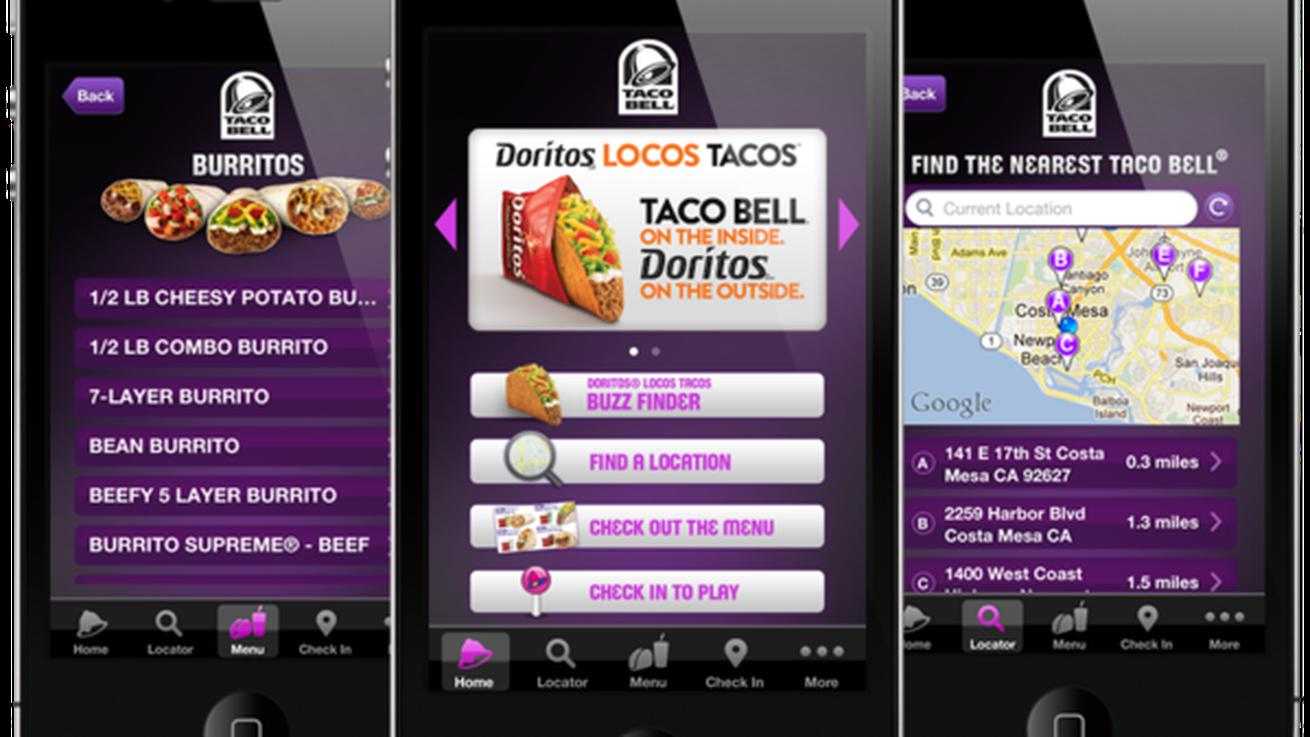 Back
TACO
BELL
BURRITOS
1/2 LB CHEESY POTATO BU...
1/2 LB COMBO BURRITO
7-LAYER BURRITO
BEAN BURRITO
BEEFY 5 LAYER BURRITO
BURRITO SUPREME® - BEEF
Home
Locator
Menu
Check In
TACO
BELL
Doritos LOCOS TACOS
Doritos
TACO BELL
ON THE INSIDE.
Doritos
ON THE OUTSIDE.
DORITOS® LOCOS TACOS
BUZZ FINDER
FIND A LOCATION
CHECK OUT THE MENU
CHECK IN TO PLAY
Home
Locator
Menu
Check In
More
Back
TACO
BELL
FIND THE NEAREST TACO BELL®
Current Location
Main
Adams Ave
B
E
F
39
Santiago
Canyon
73
A
Costa Mesa
1
Newp
Beach
C
San Joaqu
Hills
Balboa
Island
Newport
Coast
Google
A
141 E 17th St Costa
Mesa CA 92627
0.3 miles
B
2259 Harbor Blvd
Costa Mesa CA
1.3 miles
C
1400 West Coast
1.5 miles
ome
Locator
Menu
Check In
More